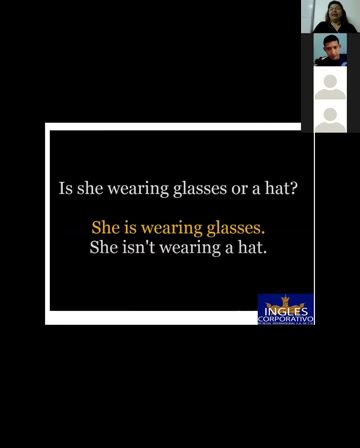 Is she wearing glasses or a hat?
She is wearing glasses.
She isn't wearing a hat.
INGLES
CORPORATIVO